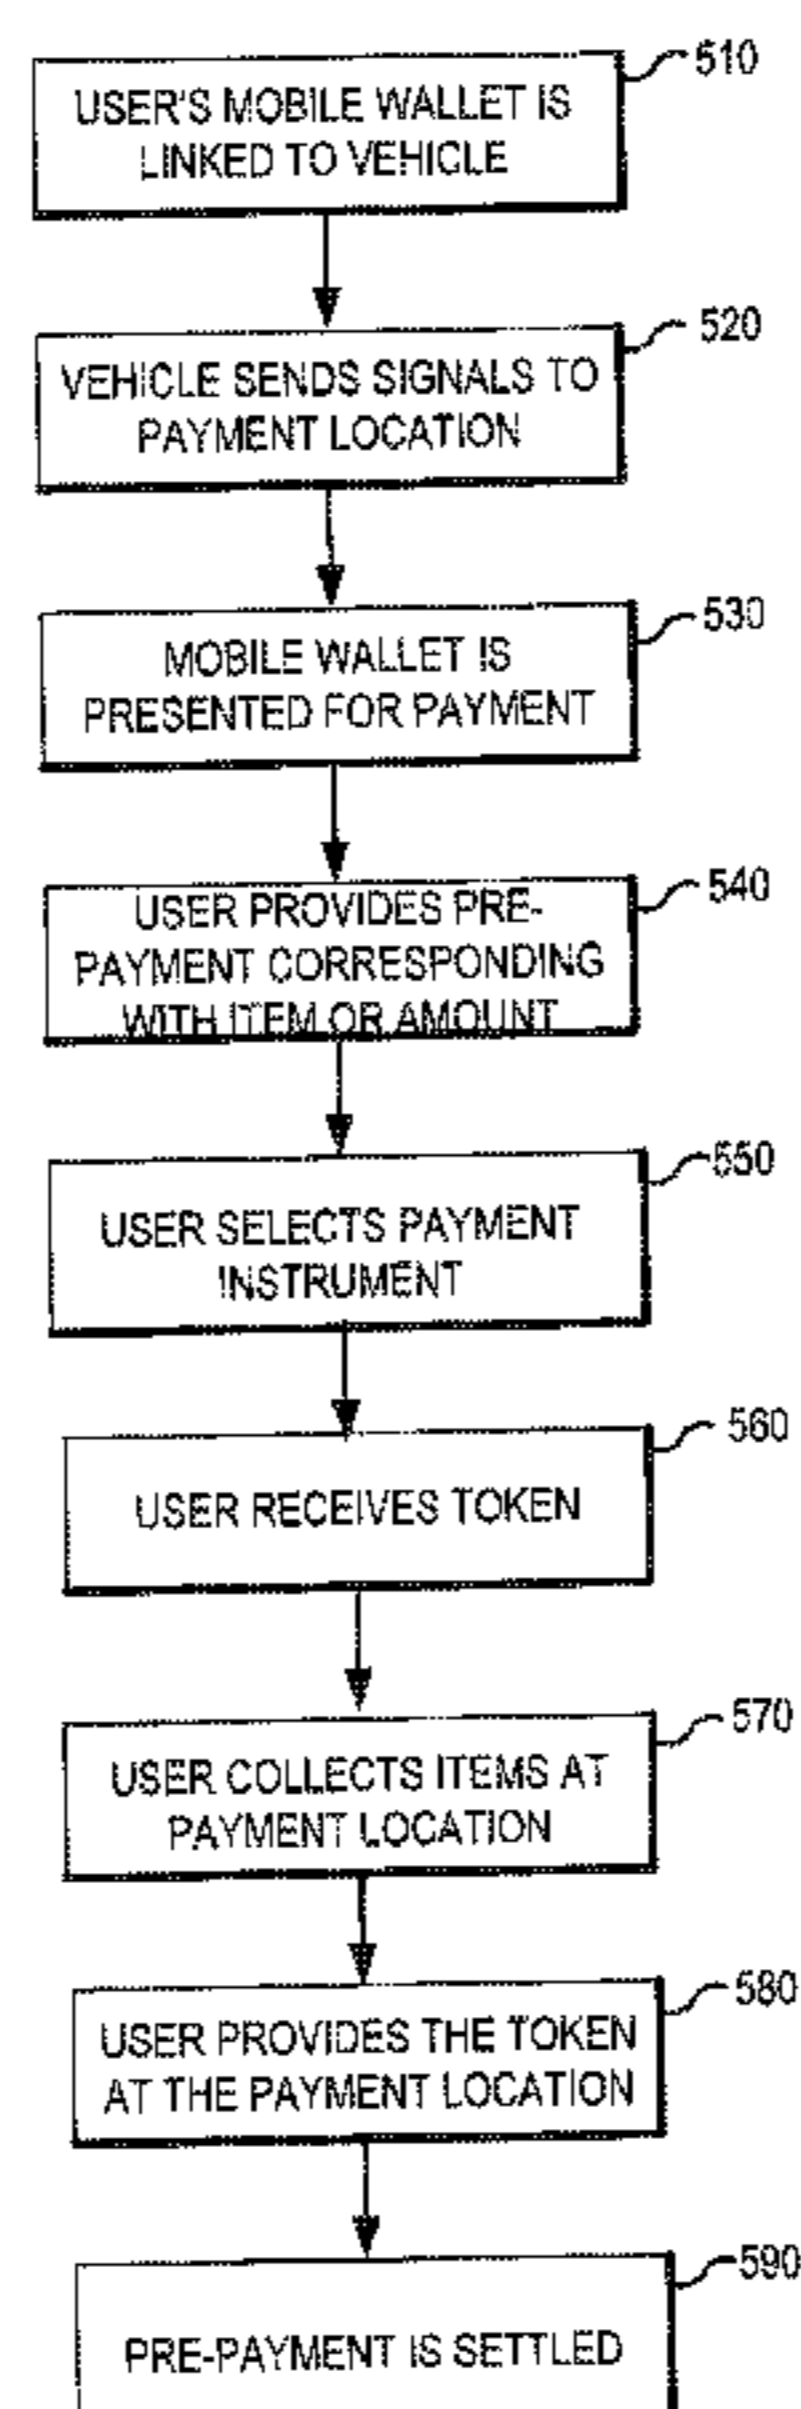 510
USER'S MOBILE WALLET IS
LINKED TO VEHICLE
520
VEHICLE SENDS SIGNALS TO
PAYMENT LOCATION
530
MOBILE WALLET IS
PRESENTED FOR PAYMENT
540
USER PROVIDES PRE-
PAYMENT CORRESPONDING
WITH ITEM OR AMOUNT
550
USER SELECTS PAYMENT
INSTRUMENT
560
USER RECEIVES TOKEN
570
USER COLLECTS ITEMS AT
PAYMENT LOCATION
580
USER PROVIDES THE TOKEN
AT THE PAYMENT LOCATION
590
PRE-PAYMENT IS SETTLED